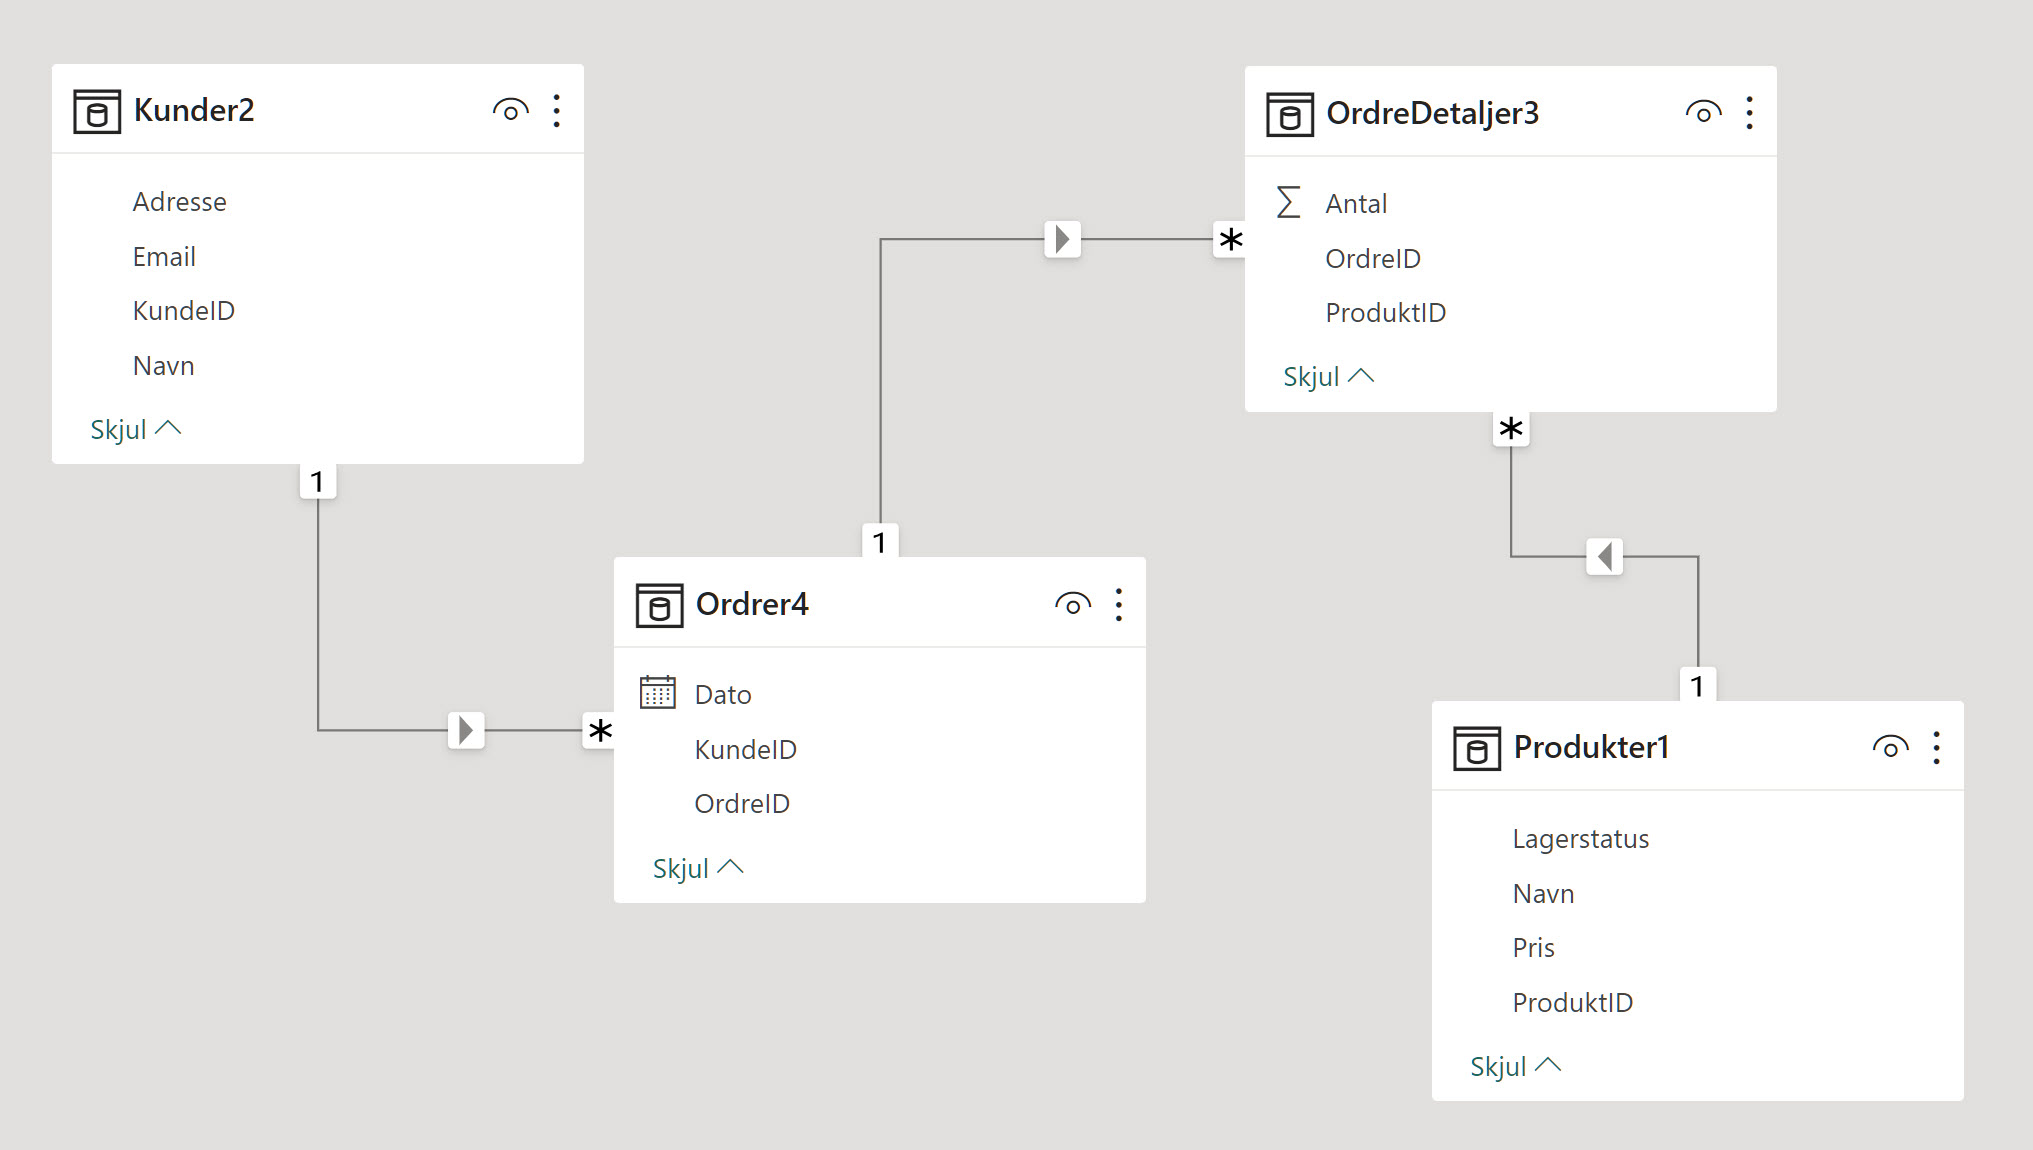 Kunder2
Adresse
Email
KundeID
Navn
Skjul
1
*
Ordrer4
Dato
KundeID
OrdreID
Skjul
1
*
OrdreDetaljer3
Antal
OrdreID
ProduktID
Skjul
*
1
Produkter1
Lagerstatus
Navn
Pris
ProduktID
Skjul